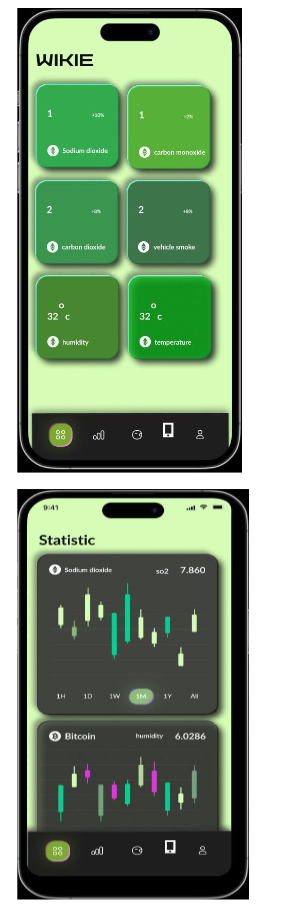 WIKIE
1 +10%
Sodium dioxide
1 +2%
carbon monoxide
2 +8%
carbon dioxide
2 +6%
vehicle smoke
32 °c
humidity
32 °c
temperature
9:41
Statistic
Sodium dioxide so2 7.860
1H 1D 1W 1M 1Y All
Bitcoin humidity 6.0286